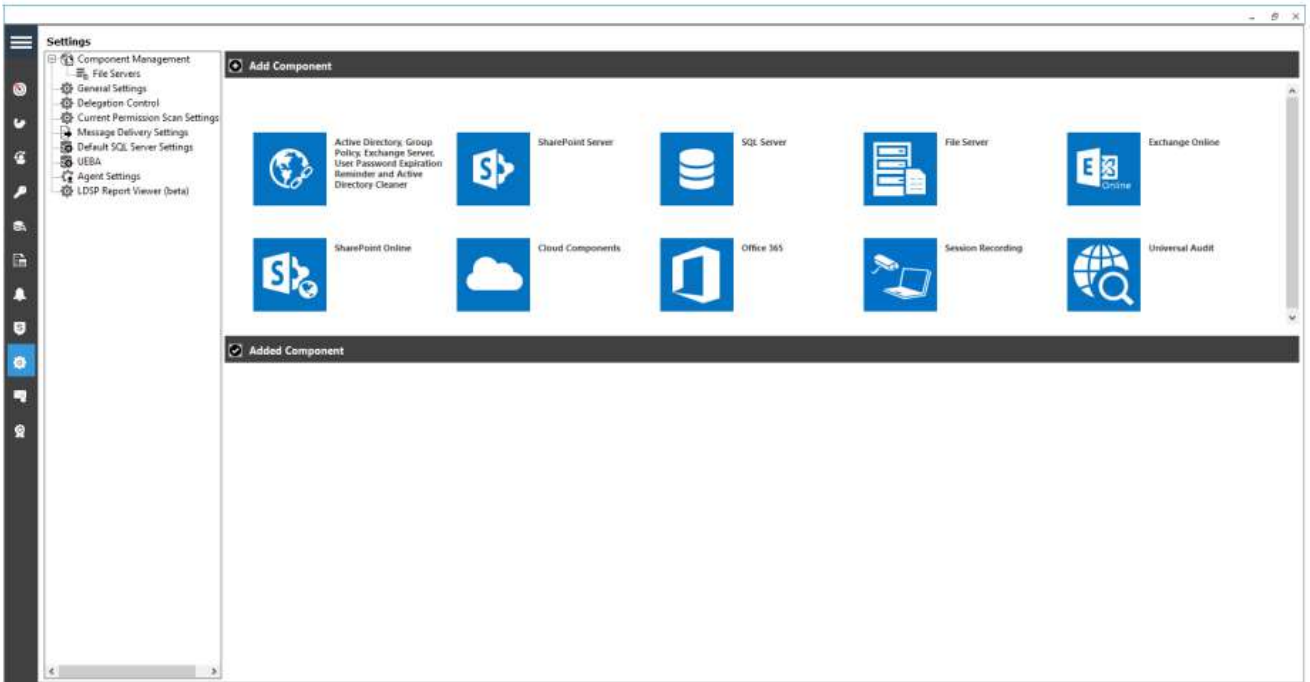 Settings
Component Management
File Servers
General Settings
Delegation Control
Current Permission Scan Settings
Message Delivery Settings
Default SQL Server Settings
UEBA
Agent Settings
LDSP Report Viewer (beta)
Add Component
Active Directory, Group
Policy, Exchange Server,
User Password Expiration
Reminder and Active
Directory Cleaner
S
SharePoint Server
SQL Server
File Server
E
Online
Exchange Online
S
SharePoint Online
Cloud Components
Office 365
Session Recording
Universal Audit
Added Component